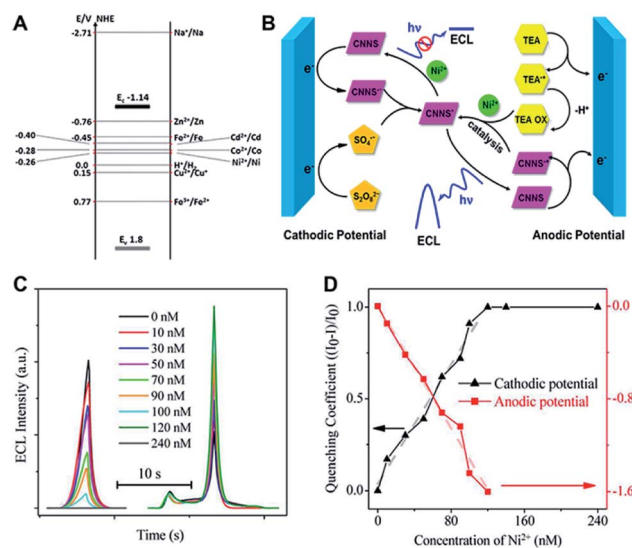 A
E/V NHE
-2.71 Na⁺/Na
Ec -1.14
-0.76 Zn²⁺/Zn
-0.40 -0.45 Fe²⁺/Fe Cd²⁺/Cd
-0.28 Co²⁺/Co
-0.26 0.0 H⁺/H₂ Ni²⁺/Ni
0.15 Cu²⁺/Cu⁺
0.77 Fe³⁺/Fe²⁺
Ev 1.8
B
hν ECL
CNNS TEA
Ni²⁺
e⁻ e⁻
CNNS•⁻ Ni²⁺ TEA•⁺
CNNS* -H⁺
TEA OX
SO₄•⁻ catalysis
CNNS•⁺
e⁻ e⁻
S₂O₈²⁻ hν CNNS
Cathodic Potential ECL Anodic Potential
C
ECL Intensity (a.u.)
0 nM
10 nM
30 nM
50 nM
70 nM
90 nM
100 nM
120 nM
240 nM
10 s
Time (s)
D
Quenching Coefficient ((I₀-I)/I₀)
1.0 0.0
Cathodic potential
Anodic potential
0.5 -0.8
0.0 -1.6
0 80 160 240
Concentration of Ni²⁺ (nM)